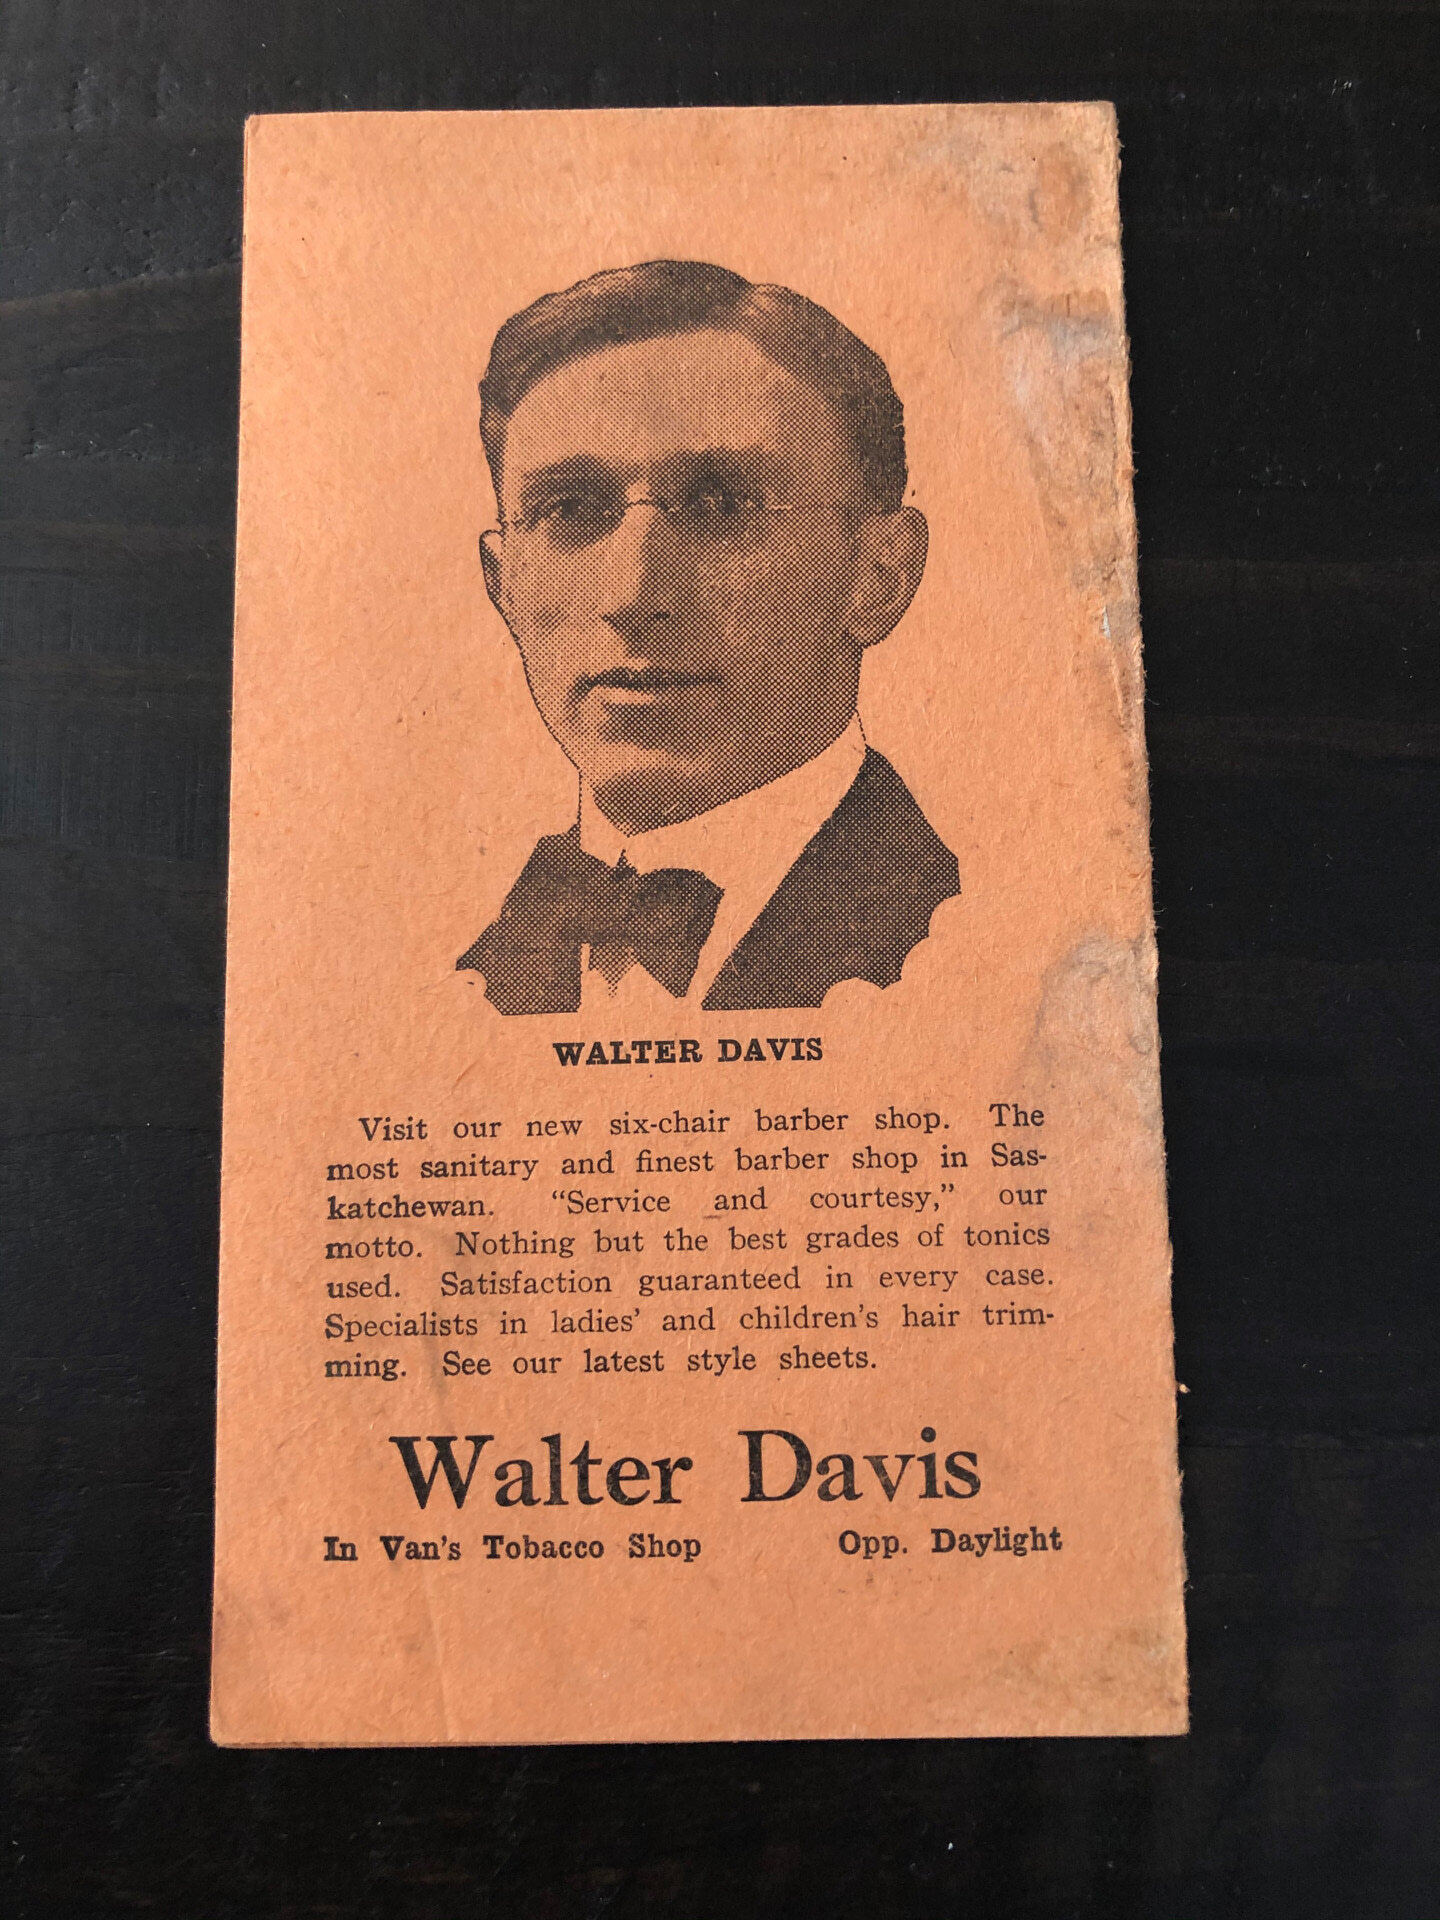 WALTER DAVIS
Visit our new six-chair barber shop. The
most sanitary and finest barber shop in Sas-
katchewan. “Service and courtesy,” our
motto. Nothing but the best grades of tonics
used. Satisfaction guaranteed in every case.
Specialists in ladies’ and children’s hair trim-
ming. See our latest style sheets.
Walter Davis
In Van's Tobacco Shop Opp. Daylight